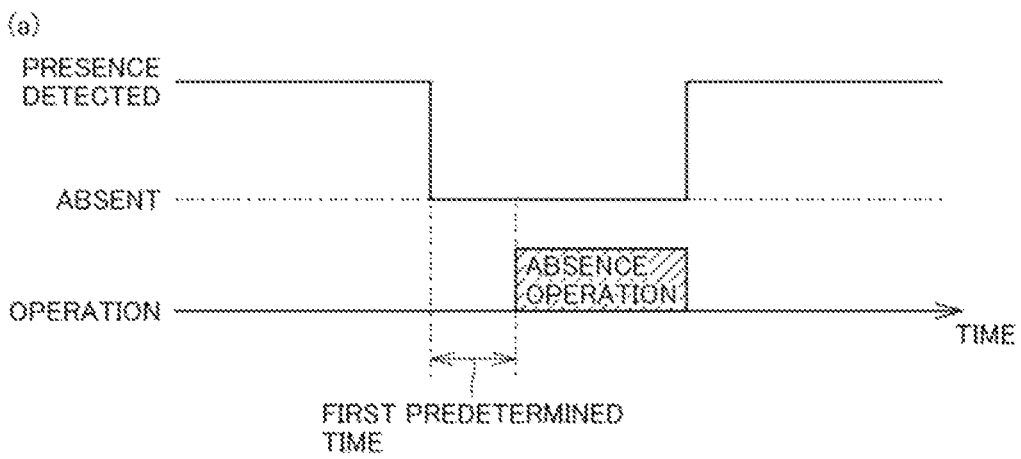 (a)
PRESENCE
DETECTED
ABSENT
ABSENCE
OPERATION
OPERATION
TIME
FIRST PREDETERMINED
TIME